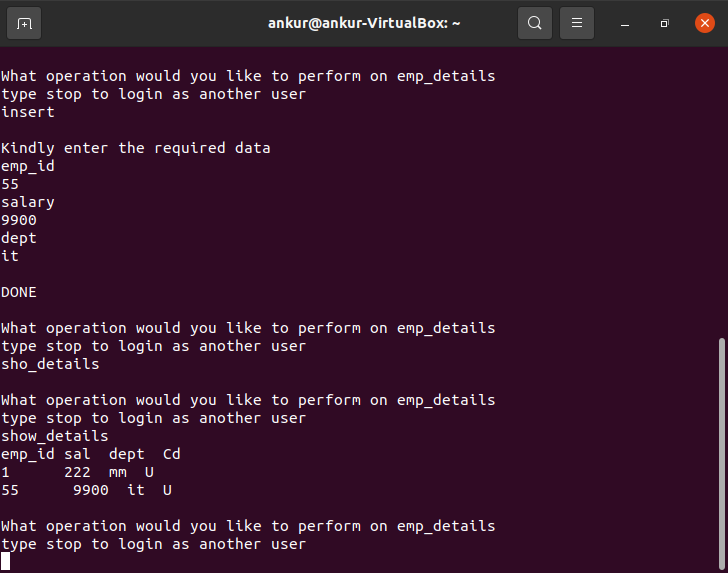 ankur@ankur-VirtualBox: ~
What operation would you like to perform on emp_details
type stop to login as another user
insert
Kindly enter the required data
emp_id
55
salary
9900
dept
it
DONE
What operation would you like to perform on emp_details
type stop to login as another user
sho_details
What operation would you like to perform on emp_details
type stop to login as another user
show_details
emp_id sal  dept  Cd
1      222  mm  U
55      9900  it  U
What operation would you like to perform on emp_details
type stop to login as another user